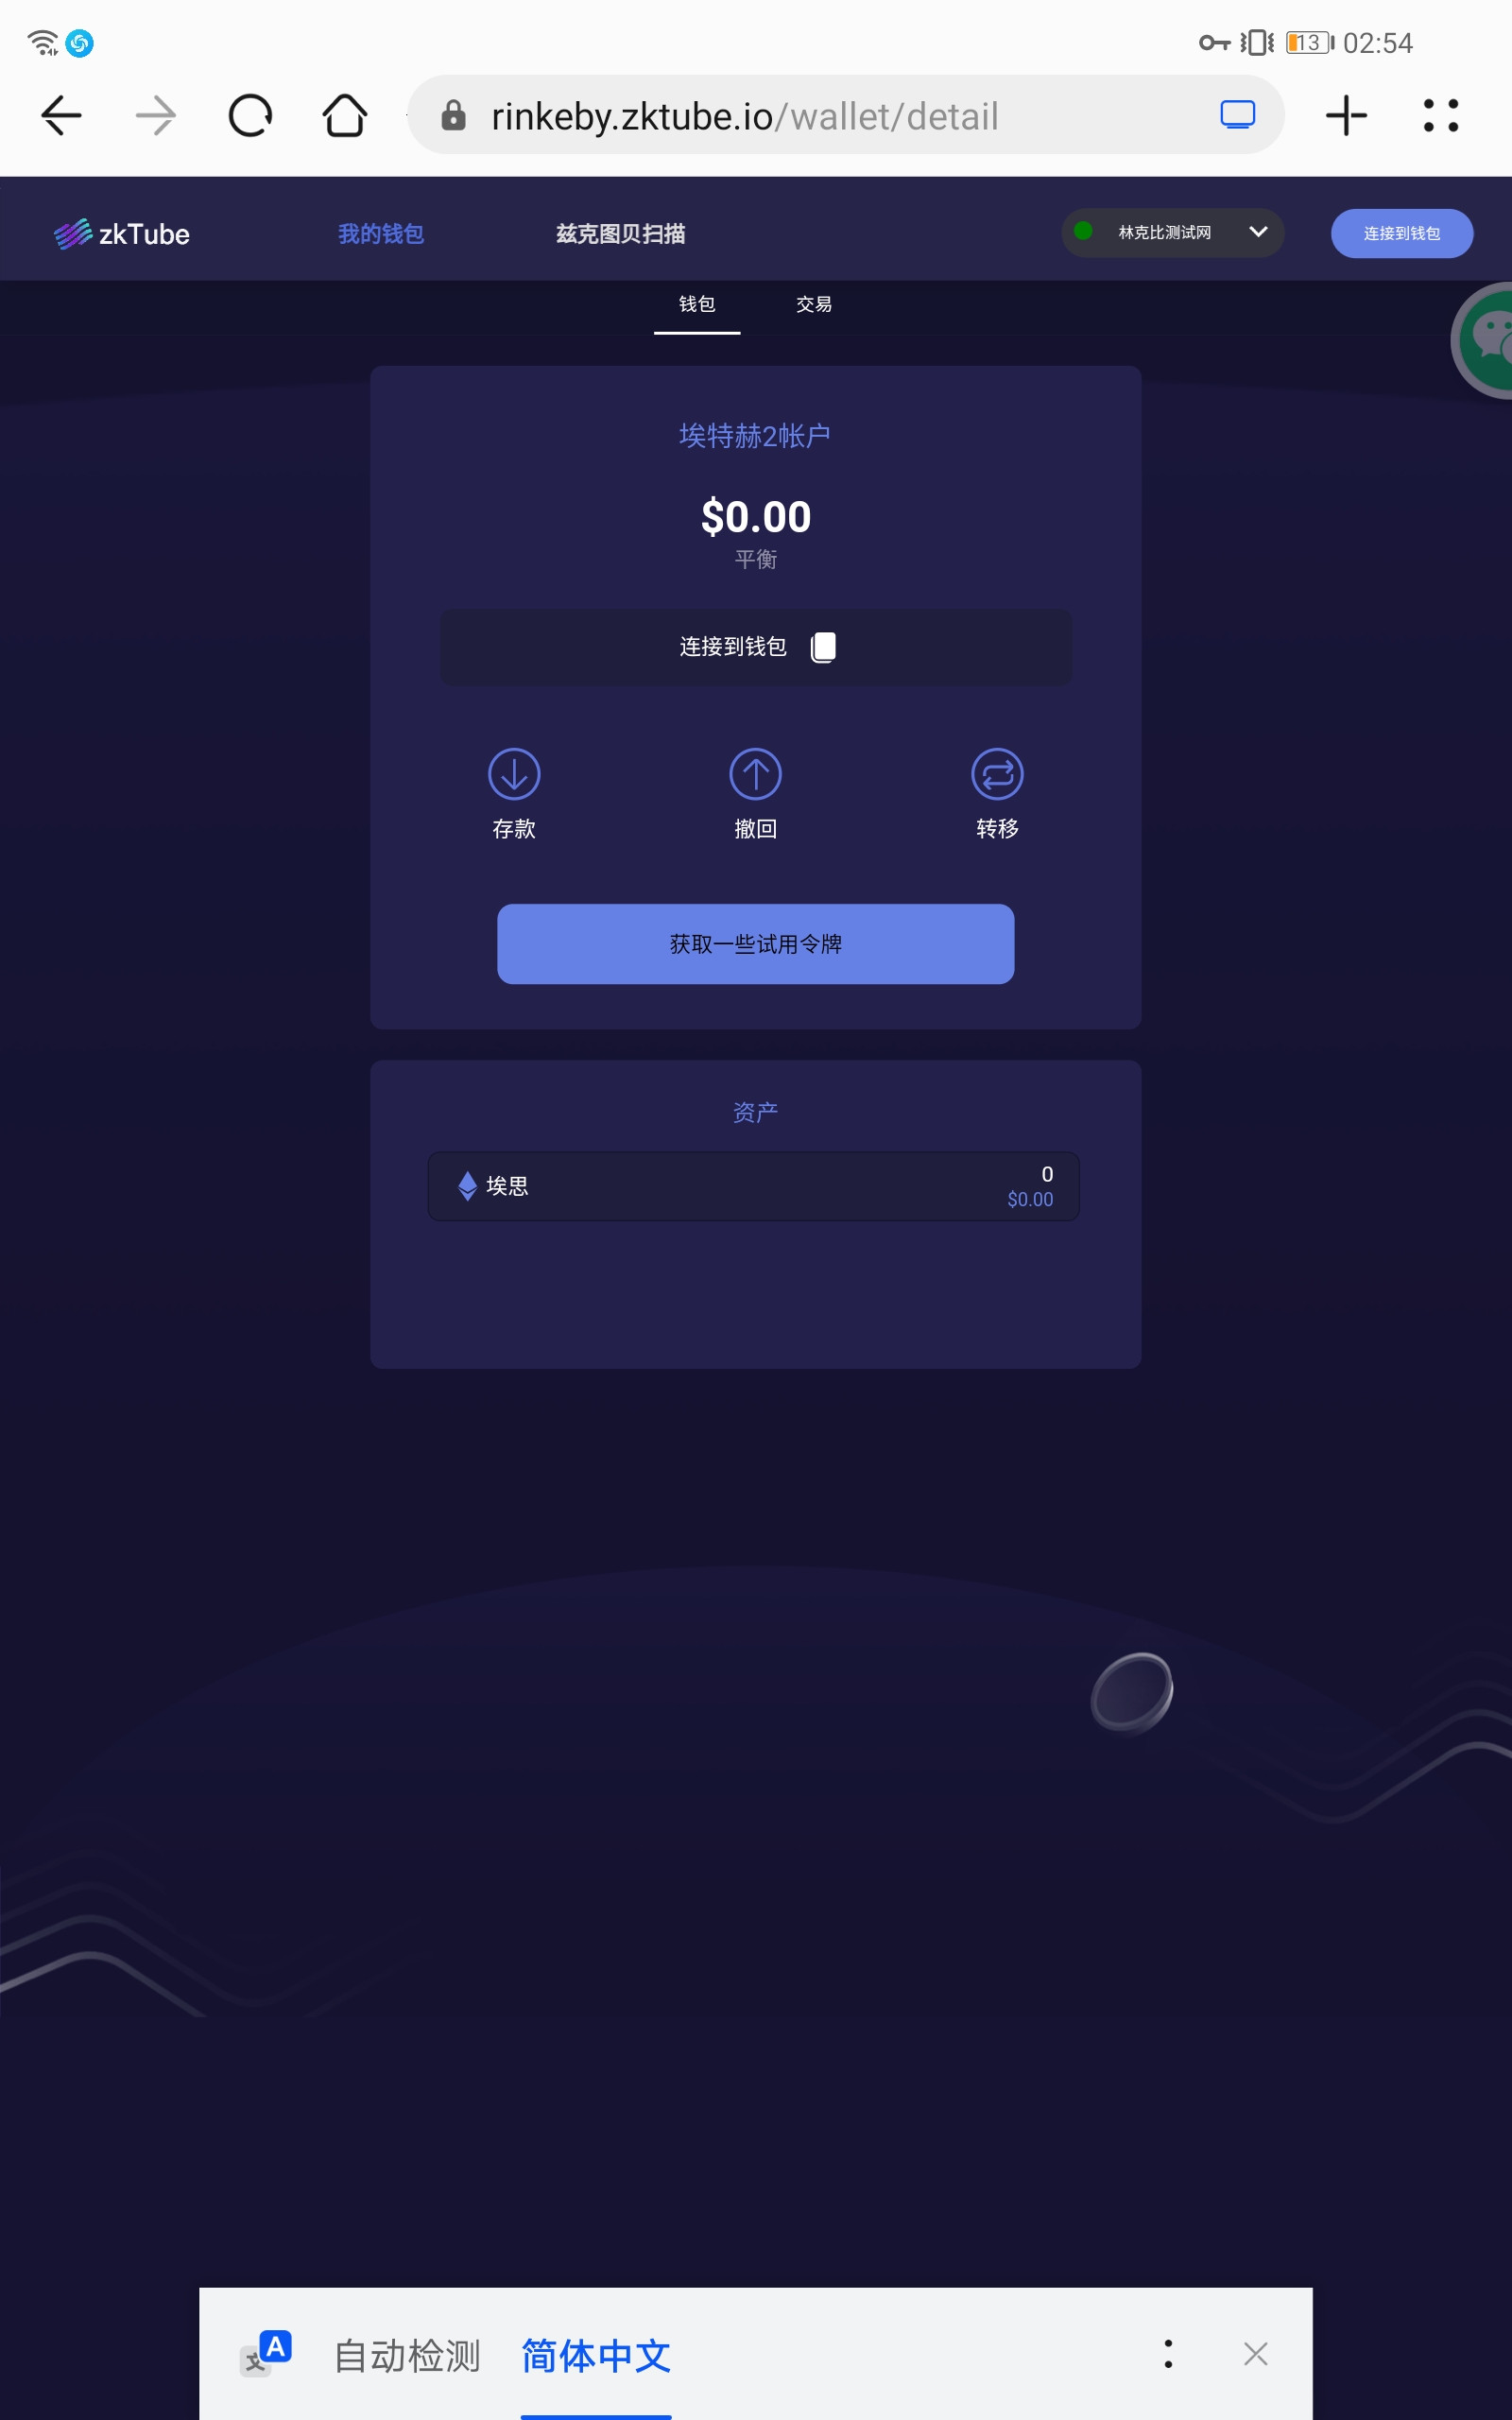 13 02:54
rinkeby.zktube.io/wallet/detail
zkTube 我的钱包 兹克图贝扫描 林克比测试网 连接到钱包
钱包 交易
埃特赫2帐户
$0.00
平衡
连接到钱包
存款 撤回 转移
获取一些试用令牌
资产
埃思 0
$0.00
文A 自动检测 简体中文